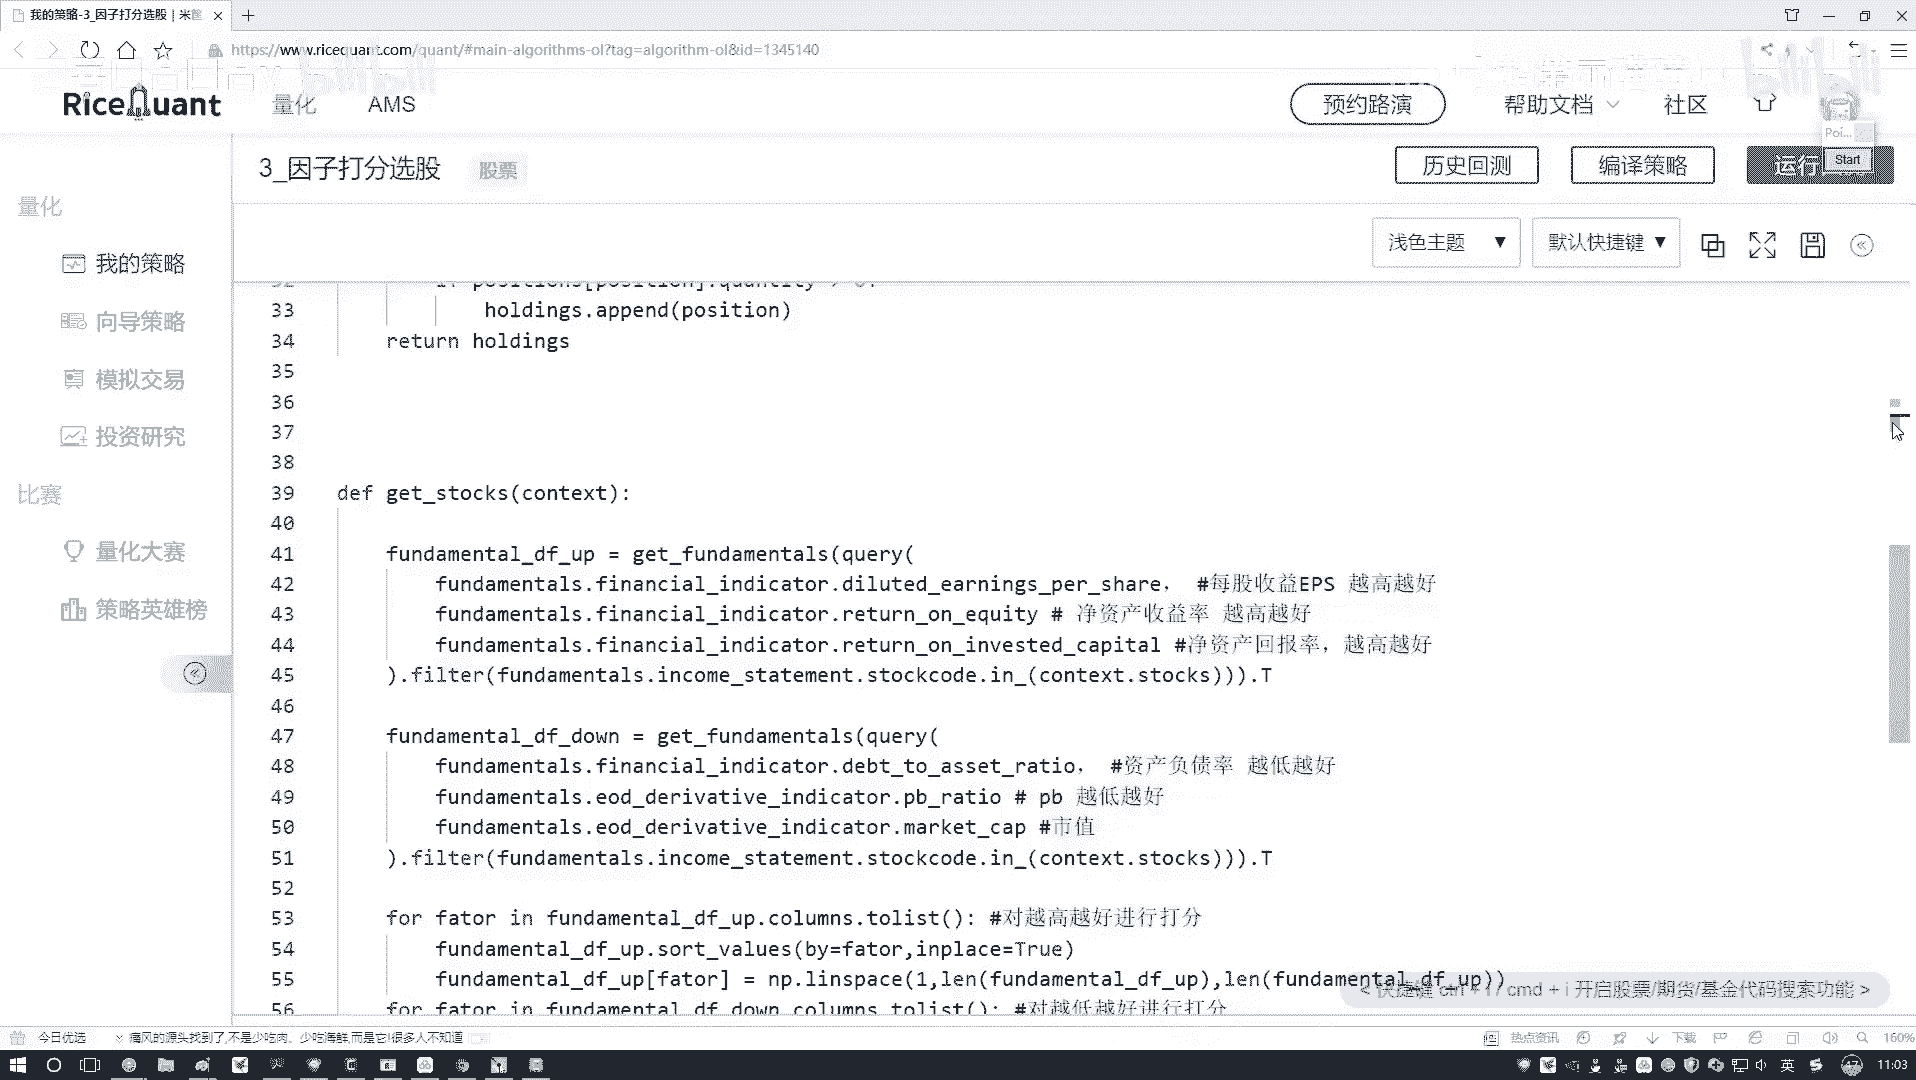 我的策略-3_因子打分选股 | 米筐
https://www.ricequant.com/quant/#main-algorithms-ol?tag=algorithm-ol&id=1345140
RiceQuant 量化 AMS 预约路演 帮助文档 社区
Poi...
Start
3_因子打分选股 股票 历史回测 编译策略 运行
浅色主题 ▼ 默认快捷键 ▼
量化
我的策略
向导策略
模拟交易
投资研究
比赛
量化大赛
策略英雄榜
32 if positions[position].quantity > 0:
33 holdings.append(position)
34 return holdings
35
36
37
38
39 def get_stocks(context):
40
41 fundamental_df_up = get_fundamentals(query(
42 fundamentals.financial_indicator.diluted_earnings_per_share, #每股收益EPS 越高越好
43 fundamentals.financial_indicator.return_on_equity # 净资产收益率 越高越好
44 fundamentals.financial_indicator.return_on_invested_capital #净资产回报率，越高越好
45 ).filter(fundamentals.income_statement.stockcode.in_(context.stocks))).T
46
47 fundamental_df_down = get_fundamentals(query(
48 fundamentals.financial_indicator.debt_to_asset_ratio, #资产负债率 越低越好
49 fundamentals.eod_derivative_indicator.pb_ratio # pb 越低越好
50 fundamentals.eod_derivative_indicator.market_cap #市值
51 ).filter(fundamentals.income_statement.stockcode.in_(context.stocks))).T
52
53 for fator in fundamental_df_up.columns.tolist(): #对越高越好进行打分
54 fundamental_df_up.sort_values(by=fator,inplace=True)
55 fundamental_df_up[fator] = np.linspace(1,len(fundamental_df_up),len(fundamental_df_up))
56 for fator in fundamental_df_down.columns.tolist(): #对越低越好进行打分
< 快捷键 ctrl + i / cmd + i 开启股票/期货/基金代码搜索功能 >
今日优选 痛风的源头找到了,不是少吃肉、少吃海鲜,而是它!很多人不知道 热点资讯 下载 160%
英 47 11:03